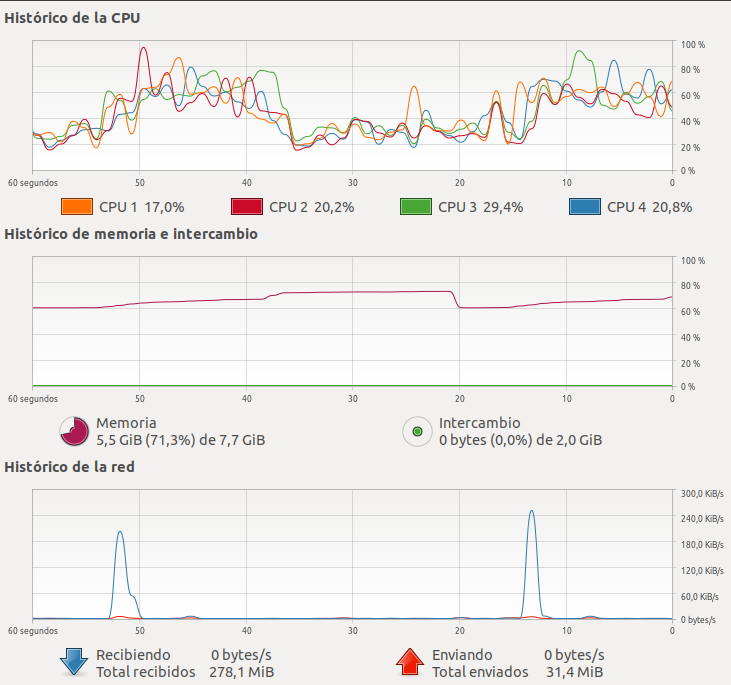 Histórico de la CPU
100 %
80 %
60 %
40 %
20 %
0 %
60 segundos 50 40 30 20 10 0
CPU 1 17,0% CPU 2 20,2% CPU 3 29,4% CPU 4 20,8%
Histórico de memoria e intercambio
100 %
80 %
60 %
40 %
20 %
0 %
60 segundos 50 40 30 20 10 0
Memoria
5,5 GiB (71,3%) de 7,7 GiB
Intercambio
0 bytes (0,0%) de 2,0 GiB
Histórico de la red
300,0 KiB/s
240,0 KiB/s
180,0 KiB/s
120,0 KiB/s
60,0 KiB/s
0 bytes/s
60 segundos 50 40 30 20 10 0
Recibiendo 0 bytes/s
Total recibidos 278,1 MiB
Enviando 0 bytes/s
Total enviados 31,4 MiB